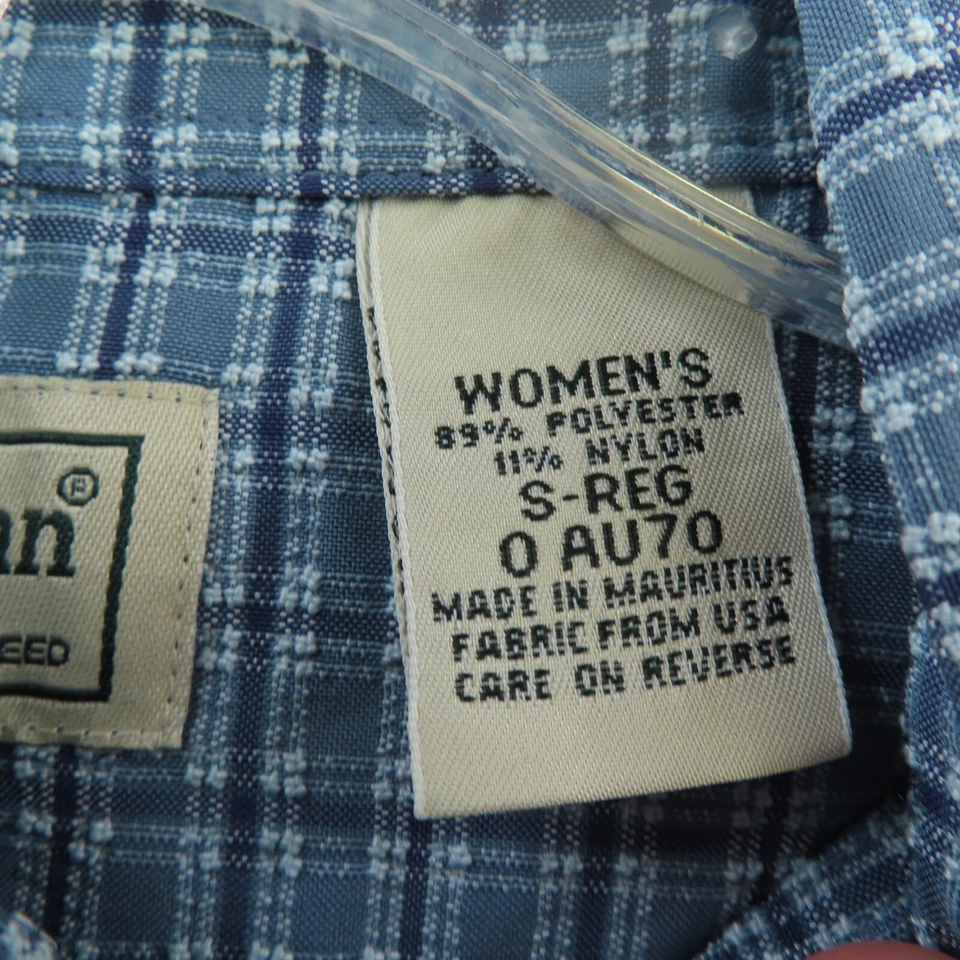 an®
EED
WOMEN'S
89% POLYESTER
11% NYLON
S-REG
0 AU70
MADE IN MAURITIUS
FABRIC FROM USA
CARE ON REVERSE